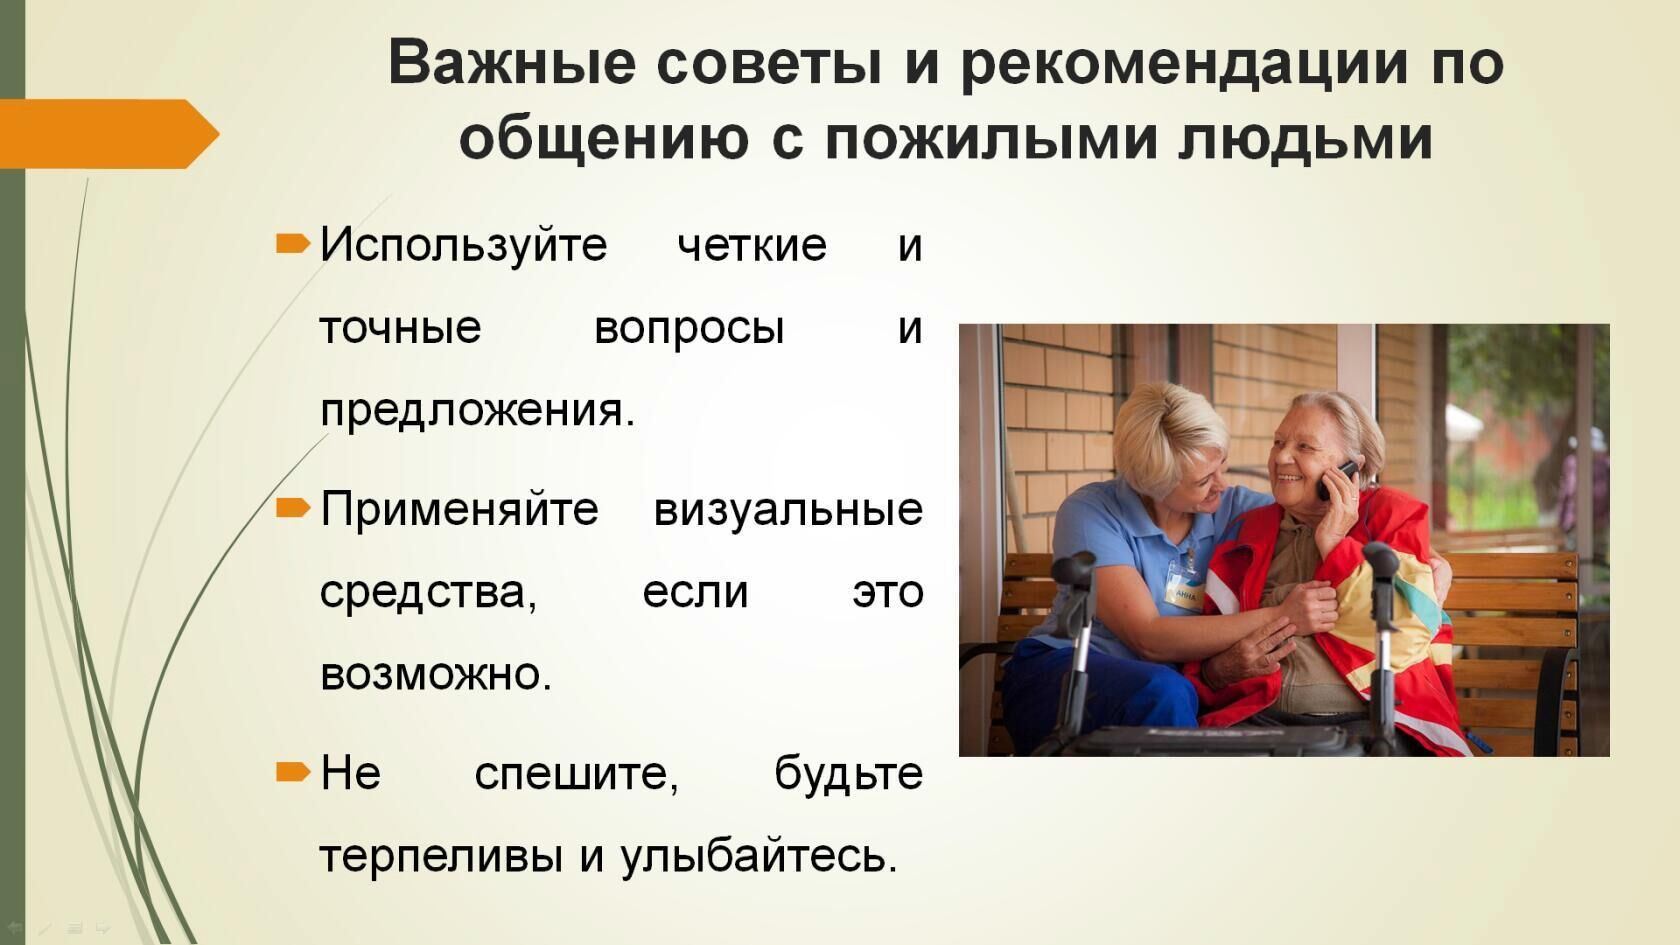 Важные советы и рекомендации по
общению с пожилыми людьми
Используйте четкие и
точные вопросы и
предложения.
Применяйте визуальные
средства, если это
возможно.
Не спешите, будьте
терпеливы и улыбайтесь.
АННА